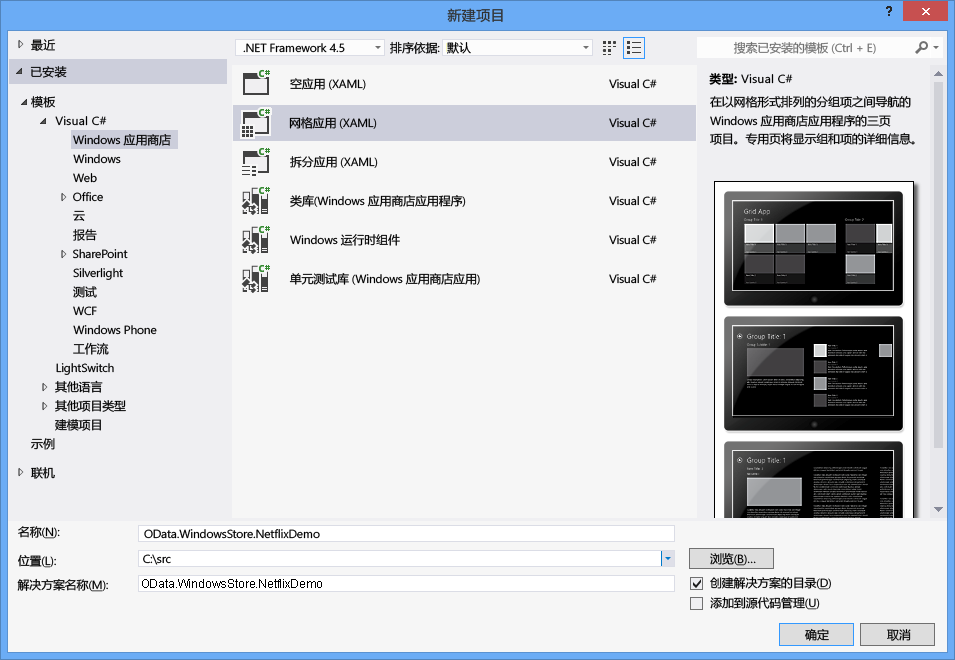 新建项目
?
最近
.NET Framework 4.5
排序依据:
默认
搜索已安装的模板 (Ctrl + E)
已安装
模板
Visual C#
Windows 应用商店
Windows
Web
Office
云
报告
SharePoint
Silverlight
测试
WCF
Windows Phone
工作流
LightSwitch
其他语言
其他项目类型
建模项目
示例
联机
C#
空应用 (XAML)
Visual C#
C#
网格应用 (XAML)
Visual C#
C#
拆分应用 (XAML)
Visual C#
C#
类库(Windows 应用商店应用程序)
Visual C#
C#
Windows 运行时组件
Visual C#
C#
单元测试库 (Windows 应用商店应用)
Visual C#
类型: Visual C#
在以网格形式排列的分组项之间导航的
Windows 应用商店应用程序的三页
项目。专用页将显示组和项的详细信息。
Grid App
Group Title: 1
Group Title: 1
名称(N):
OData.WindowsStore.NetflixDemo
位置(L):
C:\src
浏览(B)...
解决方案名称(M):
OData.WindowsStore.NetflixDemo
创建解决方案的目录(D)
添加到源代码管理(U)
确定
取消